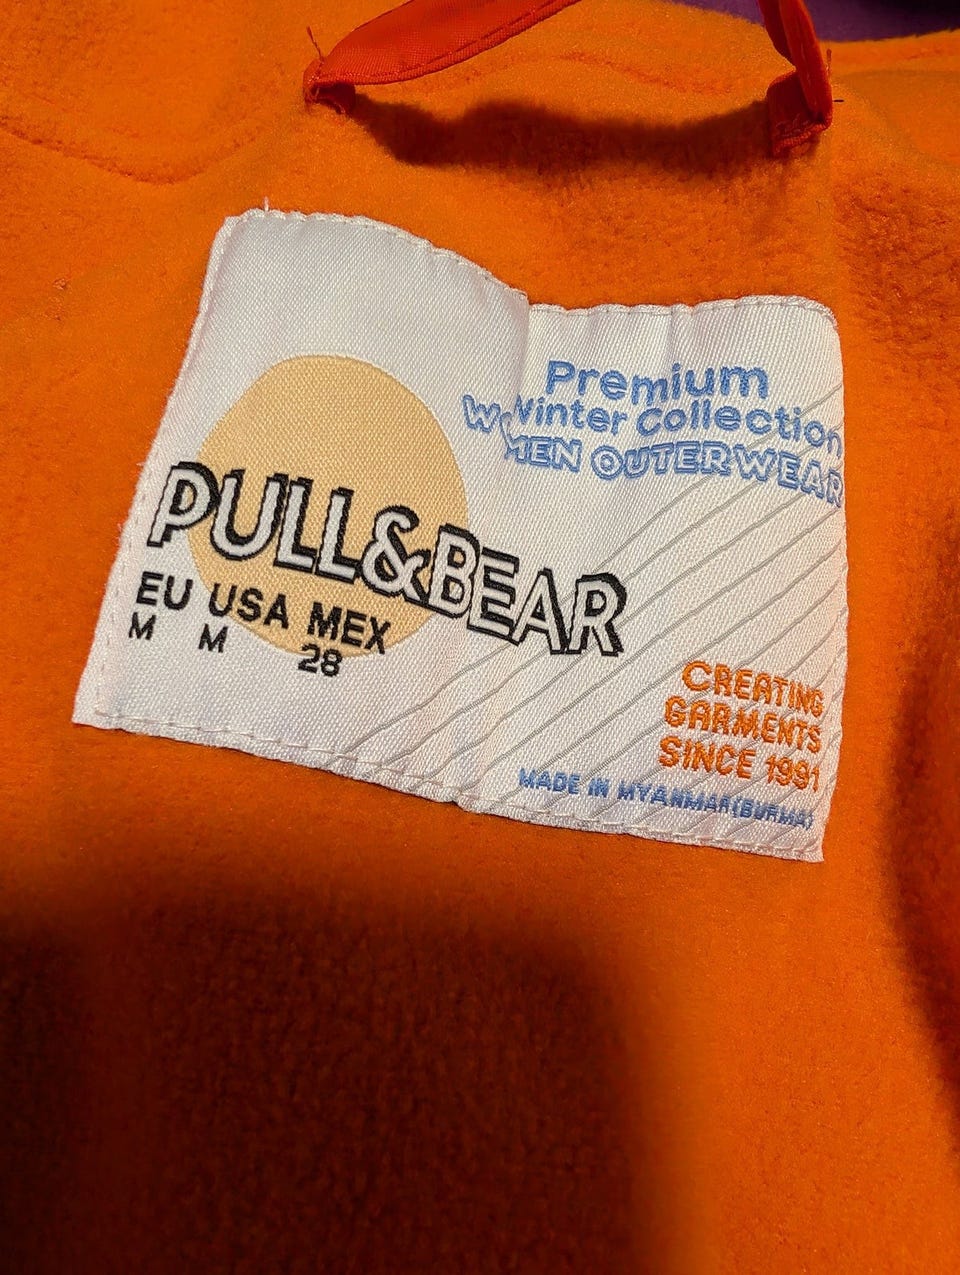 Premium
Winter Collection
WOMEN OUTERWEAR
PULL&BEAR
EU USA MEX
M M 28
CREATING
GARMENTS
SINCE 1991
MADE IN MYANMAR(BURMA)